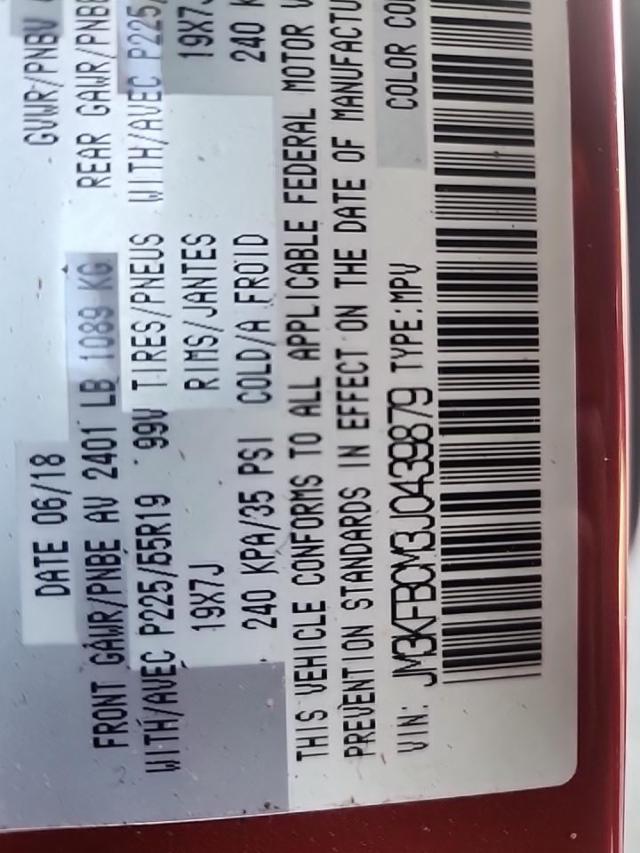 DATE 06/18 GVWR/PNBV
FRONT GAWR/PNBE AV 2401 LB 1089 KG REAR GAWR/PNBE
WITH/AVEC P225/55R19 99V TIRES/PNEUS WITH/AVEC P225/
19X7J RIMS/JANTES 19X7J
240 KPA/35 PSI COLD/A FROID 240 K
THIS VEHICLE CONFORMS TO ALL APPLICABLE FEDERAL MOTOR V
PREVENTION STANDARDS IN EFFECT ON THE DATE OF MANUFACTU
VIN: JM3KFBCM3J0439879 TYPE:MPV COLOR CO